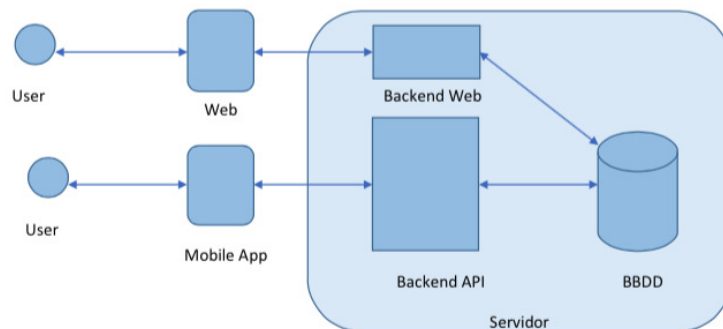 User
Web
Backend Web
User
Mobile App
Backend API
BBDD
Servidor